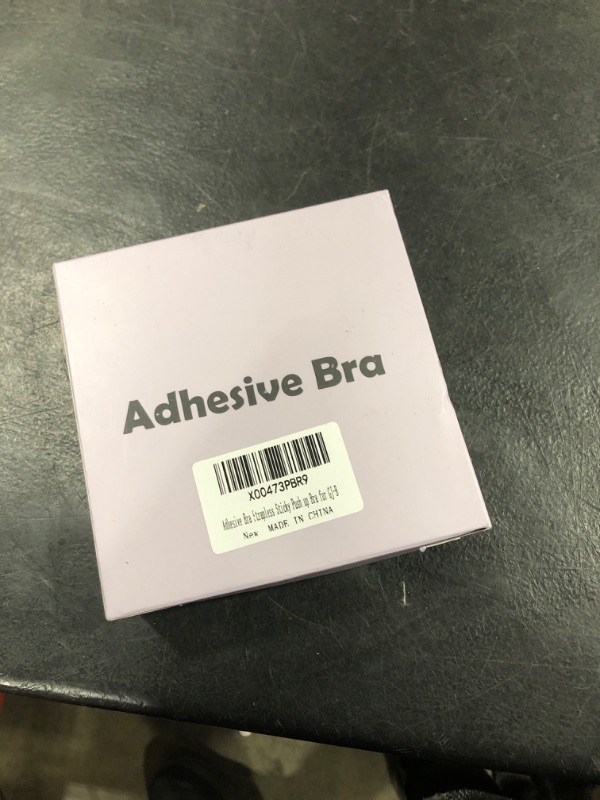 Adhesive Bra
X00473PBR9
Adhesive Bra Strapless Sticky Push up Bra for
New MADE IN CHINA